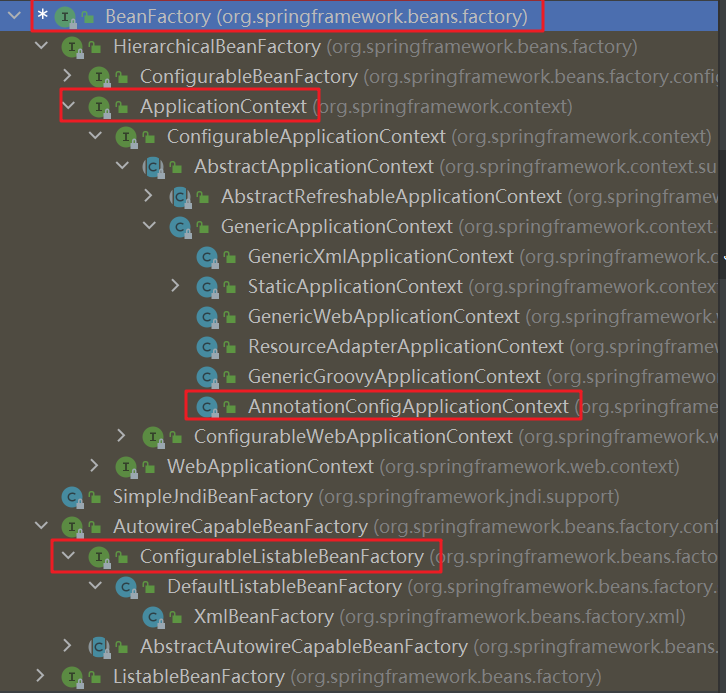 * BeanFactory (org.springframework.beans.factory)
HierarchicalBeanFactory (org.springframework.beans.factory)
ConfigurableBeanFactory (org.springframework.beans.factory.config
ApplicationContext (org.springframework.context)
ConfigurableApplicationContext (org.springframework.context)
AbstractApplicationContext (org.springframework.context.su
AbstractRefreshableApplicationContext (org.springframew
GenericApplicationContext (org.springframework.context.
GenericXmlApplicationContext (org.springframework.c
StaticApplicationContext (org.springframework.context
GenericWebApplicationContext (org.springframework.
ResourceAdapterApplicationContext (org.springframew
GenericGroovyApplicationContext (org.springframewo
AnnotationConfigApplicationContext (org.springframe
ConfigurableWebApplicationContext (org.springframework.w
WebApplicationContext (org.springframework.web.context)
SimpleJndiBeanFactory (org.springframework.jndi.support)
AutowireCapableBeanFactory (org.springframework.beans.factory.conf
ConfigurableListableBeanFactory (org.springframework.beans.facto
DefaultListableBeanFactory (org.springframework.beans.factory.
XmlBeanFactory (org.springframework.beans.factory.xml)
AbstractAutowireCapableBeanFactory (org.springframework.beans.
ListableBeanFactory (org.springframework.beans.factory)